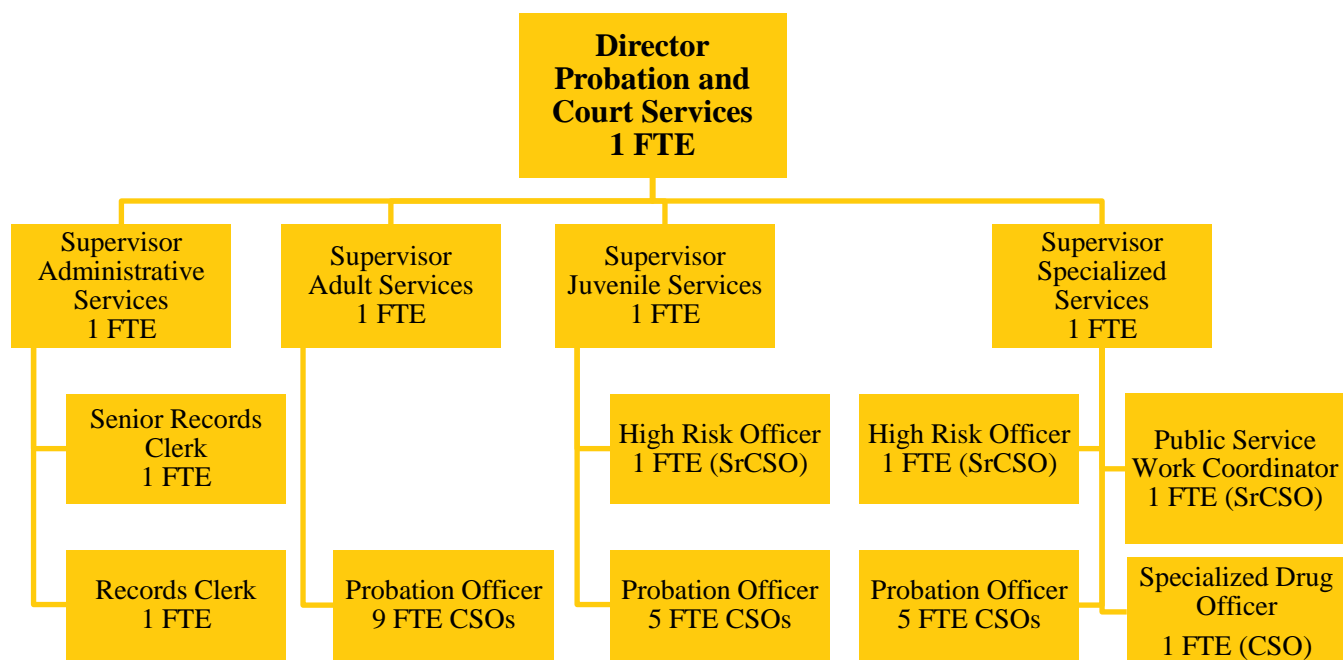 Director
Probation and
Court Services
1 FTE
Supervisor
Administrative
Services
1 FTE
Supervisor
Adult Services
1 FTE
Supervisor
Juvenile Services
1 FTE
Supervisor
Specialized
Services
1 FTE
Senior Records
Clerk
1 FTE
High Risk Officer
1 FTE (SrCSO)
High Risk Officer
1 FTE (SrCSO)
Public Service
Work Coordinator
1 FTE (SrCSO)
Records Clerk
1 FTE
Probation Officer
9 FTE CSOs
Probation Officer
5 FTE CSOs
Probation Officer
5 FTE CSOs
Specialized Drug
Officer
1 FTE (CSO)